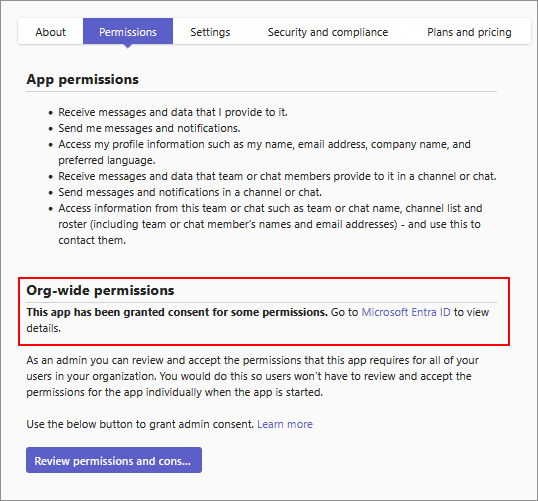 About Permissions Settings Security and compliance Plans and pricing
App permissions
• Receive messages and data that I provide to it.
• Send me messages and notifications.
• Access my profile information such as my name, email address, company name, and
preferred language.
• Receive messages and data that team or chat members provide to it in a channel or chat.
• Send messages and notifications in a channel or chat.
• Access information from this team or chat such as team or chat name, channel list and
roster (including team or chat member's names and email addresses) - and use this to
contact them.
Org-wide permissions
This app has been granted consent for some permissions. Go to Microsoft Entra ID to view
details.
As an admin you can review and accept the permissions that this app requires for all of your
users in your organization. You would do this so users won't have to review and accept the
permissions for the app individually when the app is started.
Use the below button to grant admin consent. Learn more
Review permissions and cons...